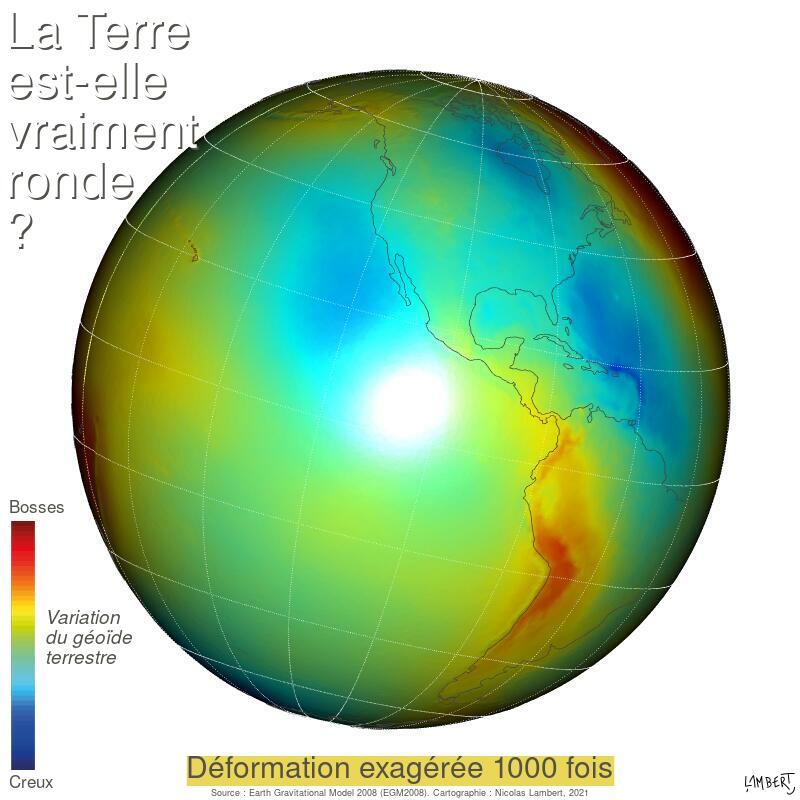 La Terre
est-elle
vraiment
ronde
?
Bosses
Variation
du géoïde
terrestre
Creux
Déformation exagérée 1000 fois
Source : Earth Gravitational Model 2008 (EGM2008). Cartographie : Nicolas Lambert, 2021
LAMBERT